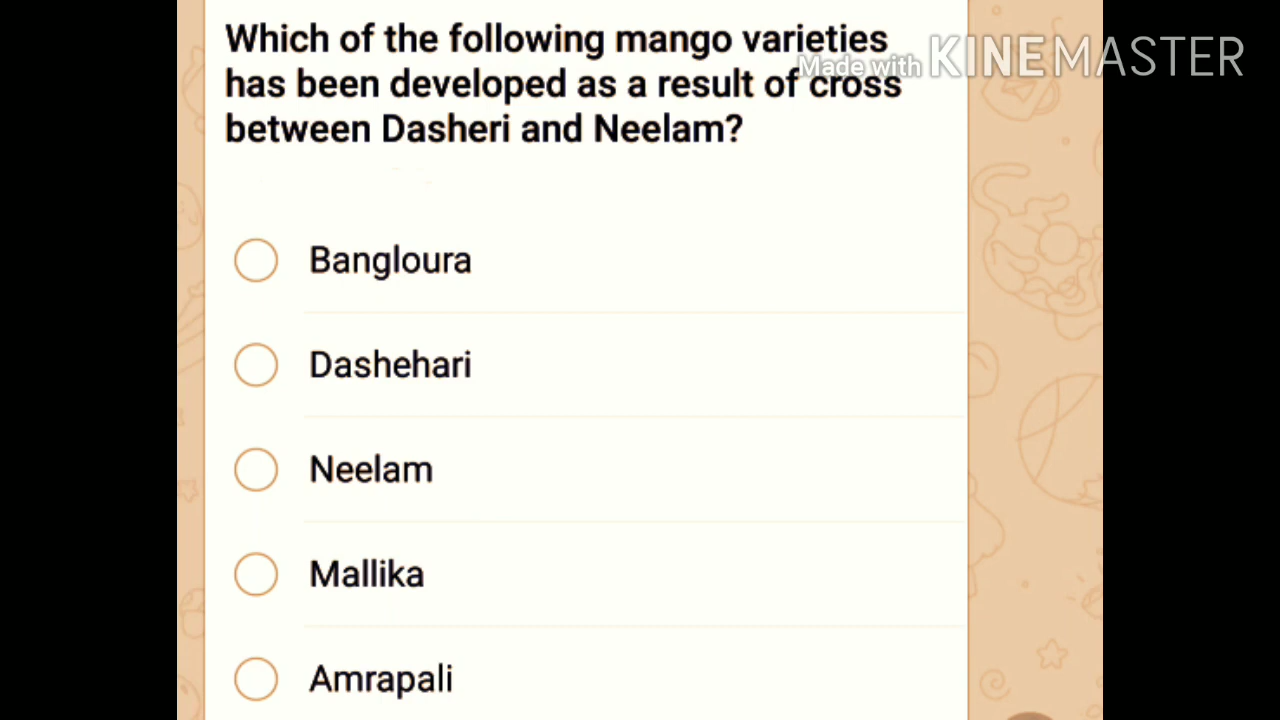 Which of the following mango varieties
has been developed as a result of cross
between Dasheri and Neelam?
Made with KINEMASTER
Bangloura
Dashehari
Neelam
Mallika
Amrapali